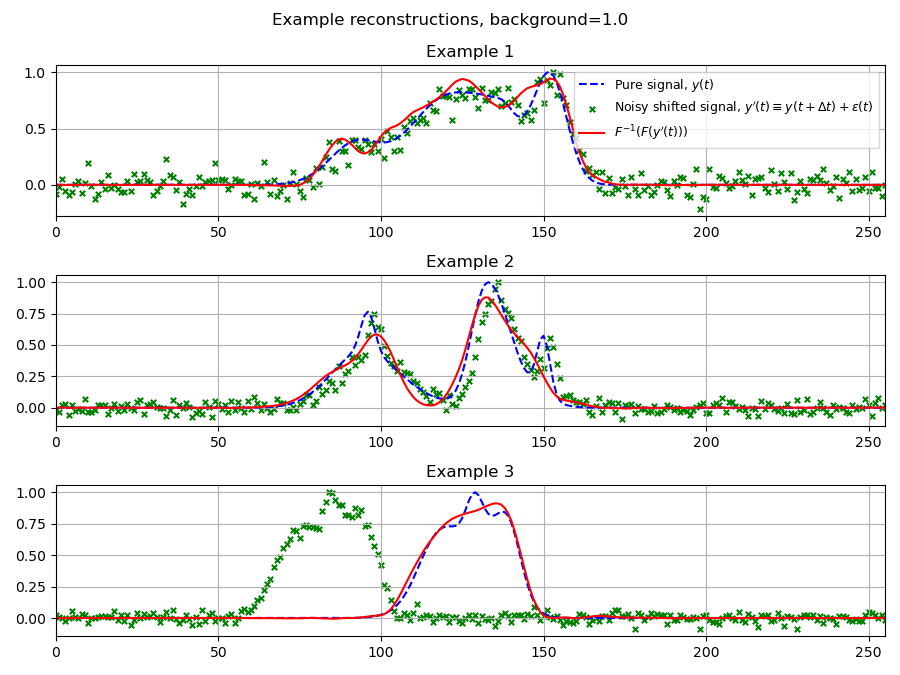 Example reconstructions, background=1.0
Example 1
1.0
0.5
0.0
Pure signal, y(t)
Noisy shifted signal, y′(t) ≡ y(t + Δt) + ε(t)
F⁻¹(F(y′(t)))
0 50 100 150 200 250
Example 2
1.00
0.75
0.50
0.25
0.00
0 50 100 150 200 250
Example 3
1.00
0.75
0.50
0.25
0.00
0 50 100 150 200 250